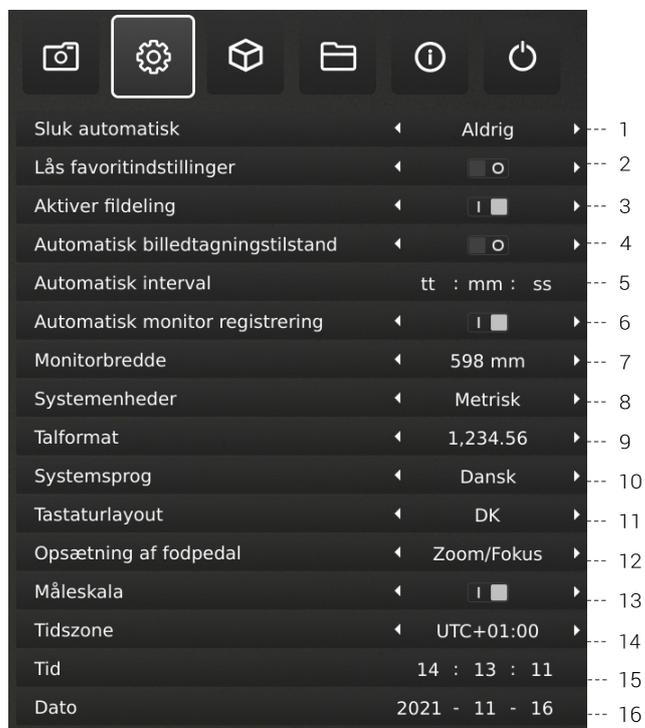 Sluk automatisk Aldrig 1
Lås favoritindstillinger O 2
Aktiver fildeling I 3
Automatisk billedtagningstilstand O 4
Automatisk interval tt : mm : ss 5
Automatisk monitor registrering I 6
Monitorbredde 598 mm 7
Systemenheder Metrisk 8
Talformat 1,234.56 9
Systemsprog Dansk 10
Tastaturlayout DK 11
Opsætning af fodpedal Zoom/Fokus 12
Måleskala I 13
Tidszone UTC+01:00 14
Tid 14 : 13 : 11 15
Dato 2021 - 11 - 16 16